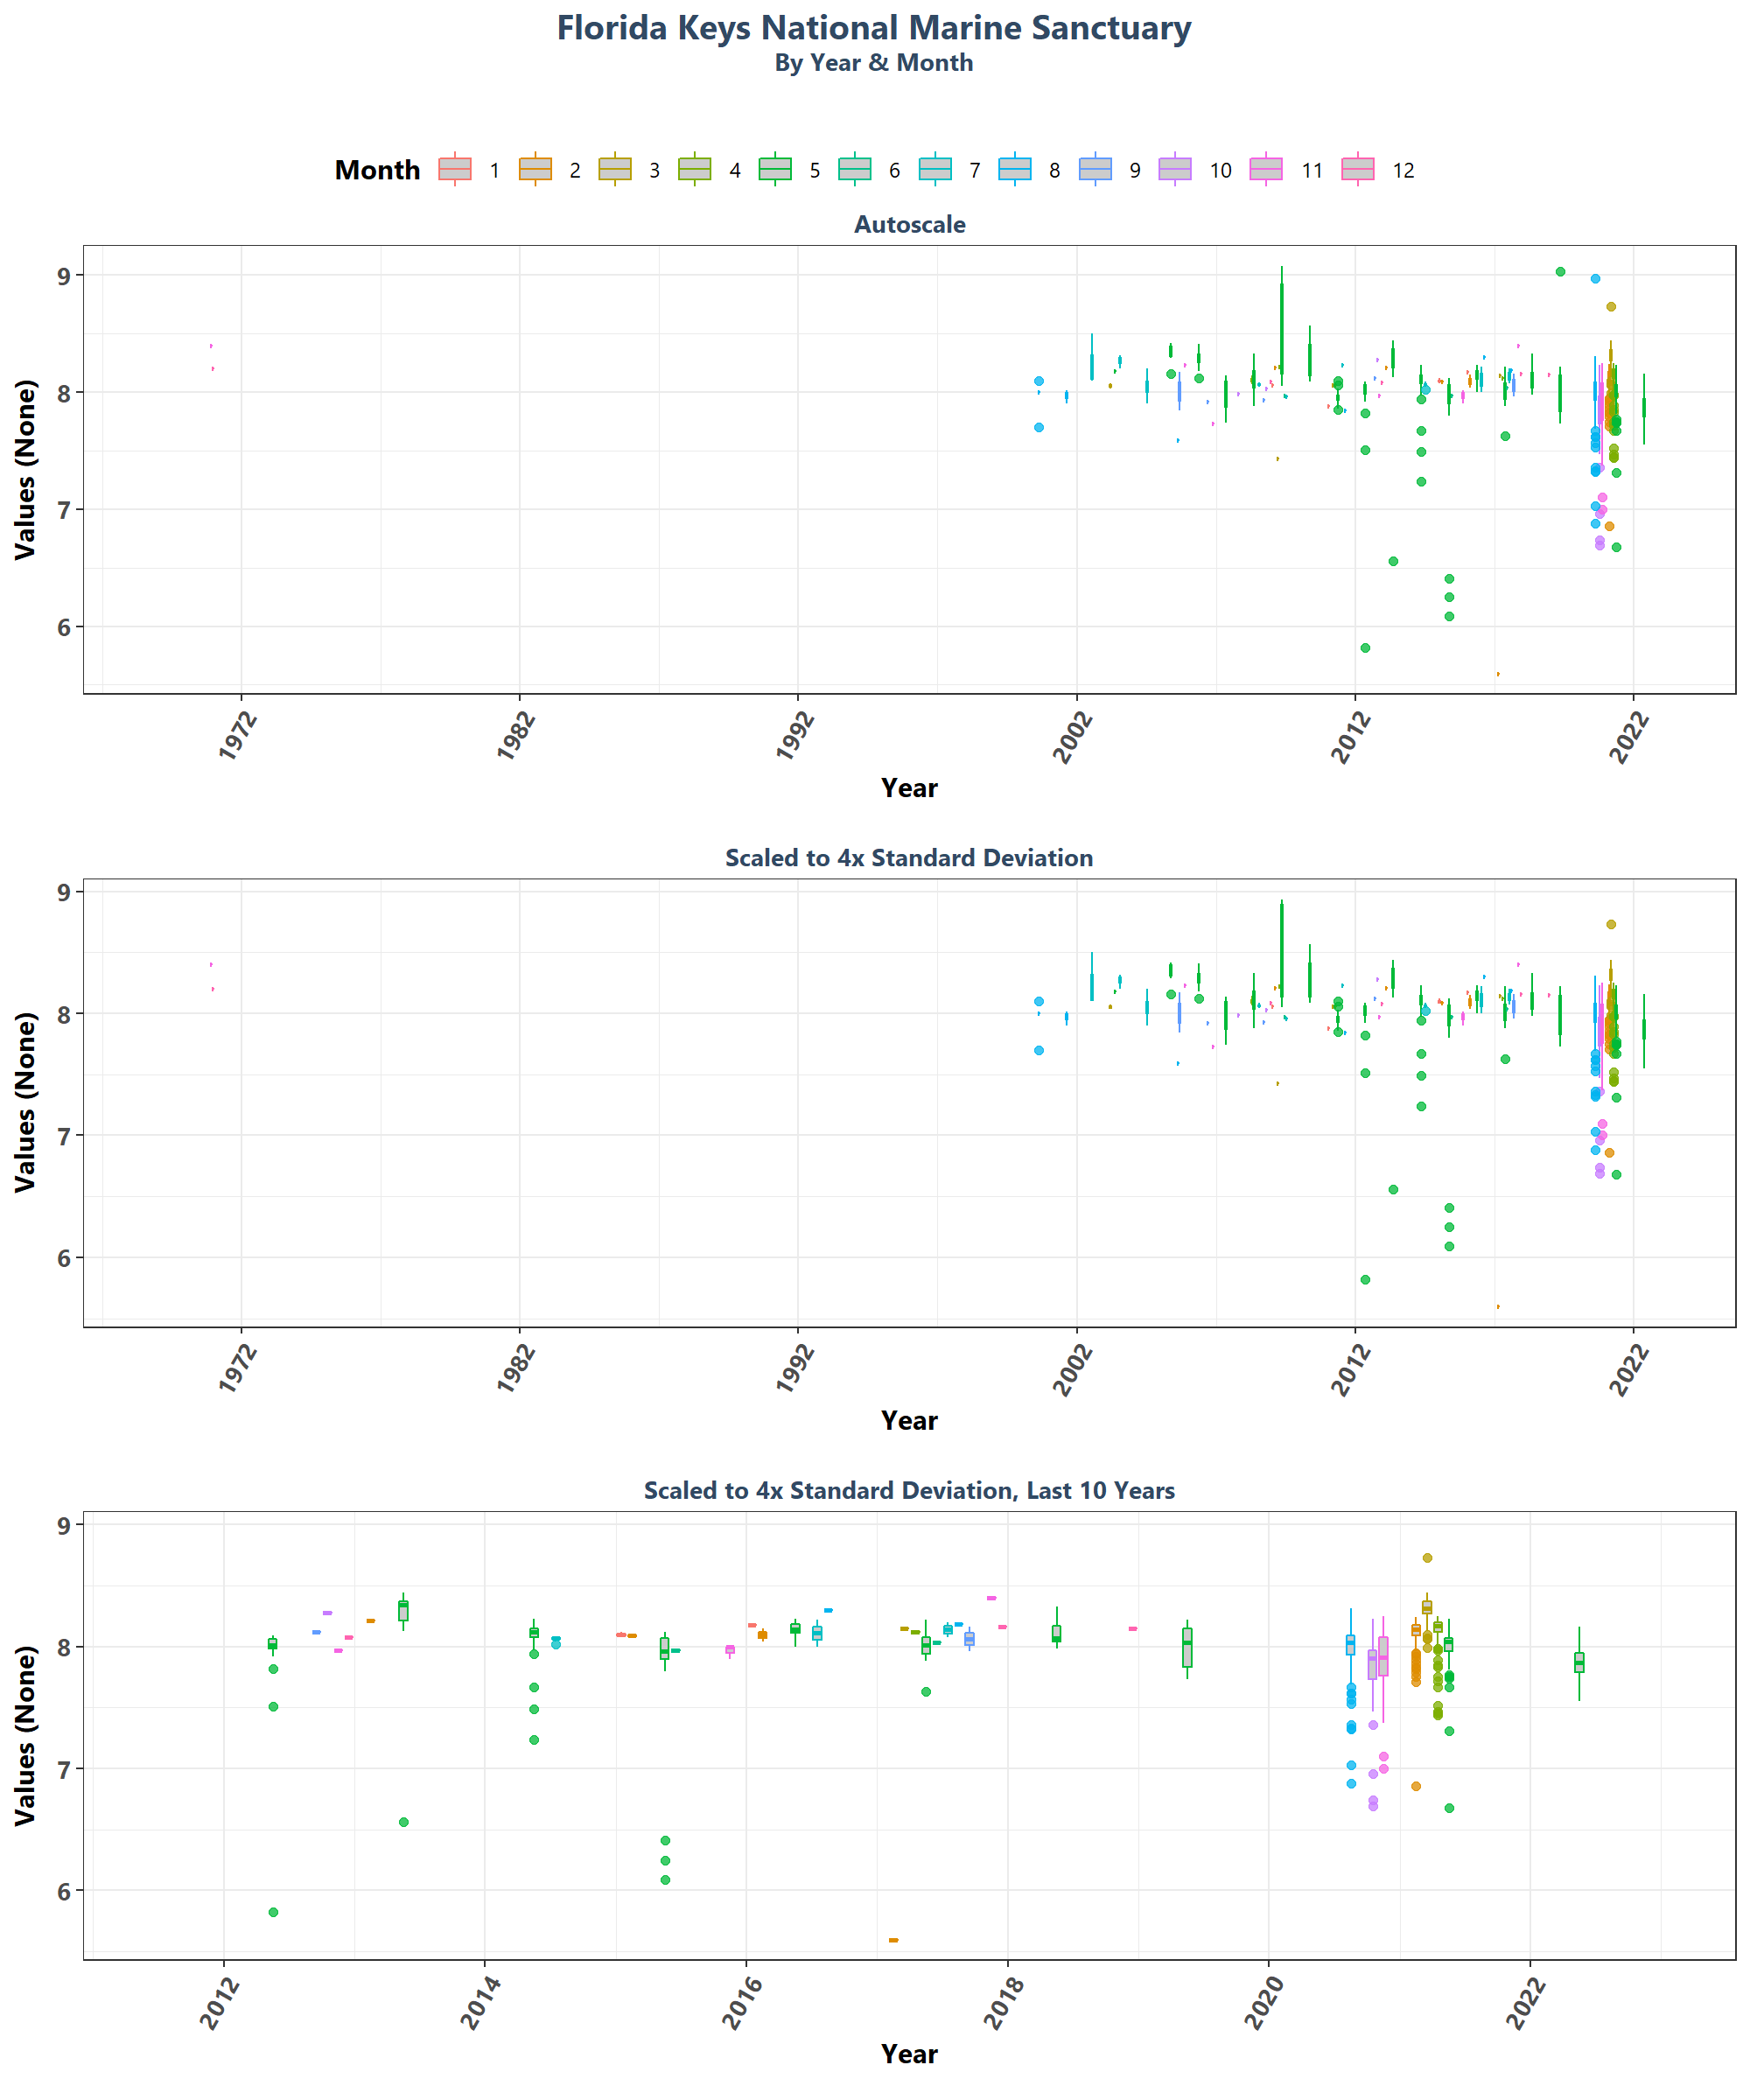 Florida Keys National Marine Sanctuary
By Year & Month
Month 1 2 3 4 5 6 7 8 9 10 11 12
Autoscale
Values (None)
9
8
7
6
1972 1982 1992 2002 2012 2022
Year
Scaled to 4x Standard Deviation
Values (None)
9
8
7
6
1972 1982 1992 2002 2012 2022
Year
Scaled to 4x Standard Deviation, Last 10 Years
Values (None)
9
8
7
6
2012 2014 2016 2018 2020 2022
Year